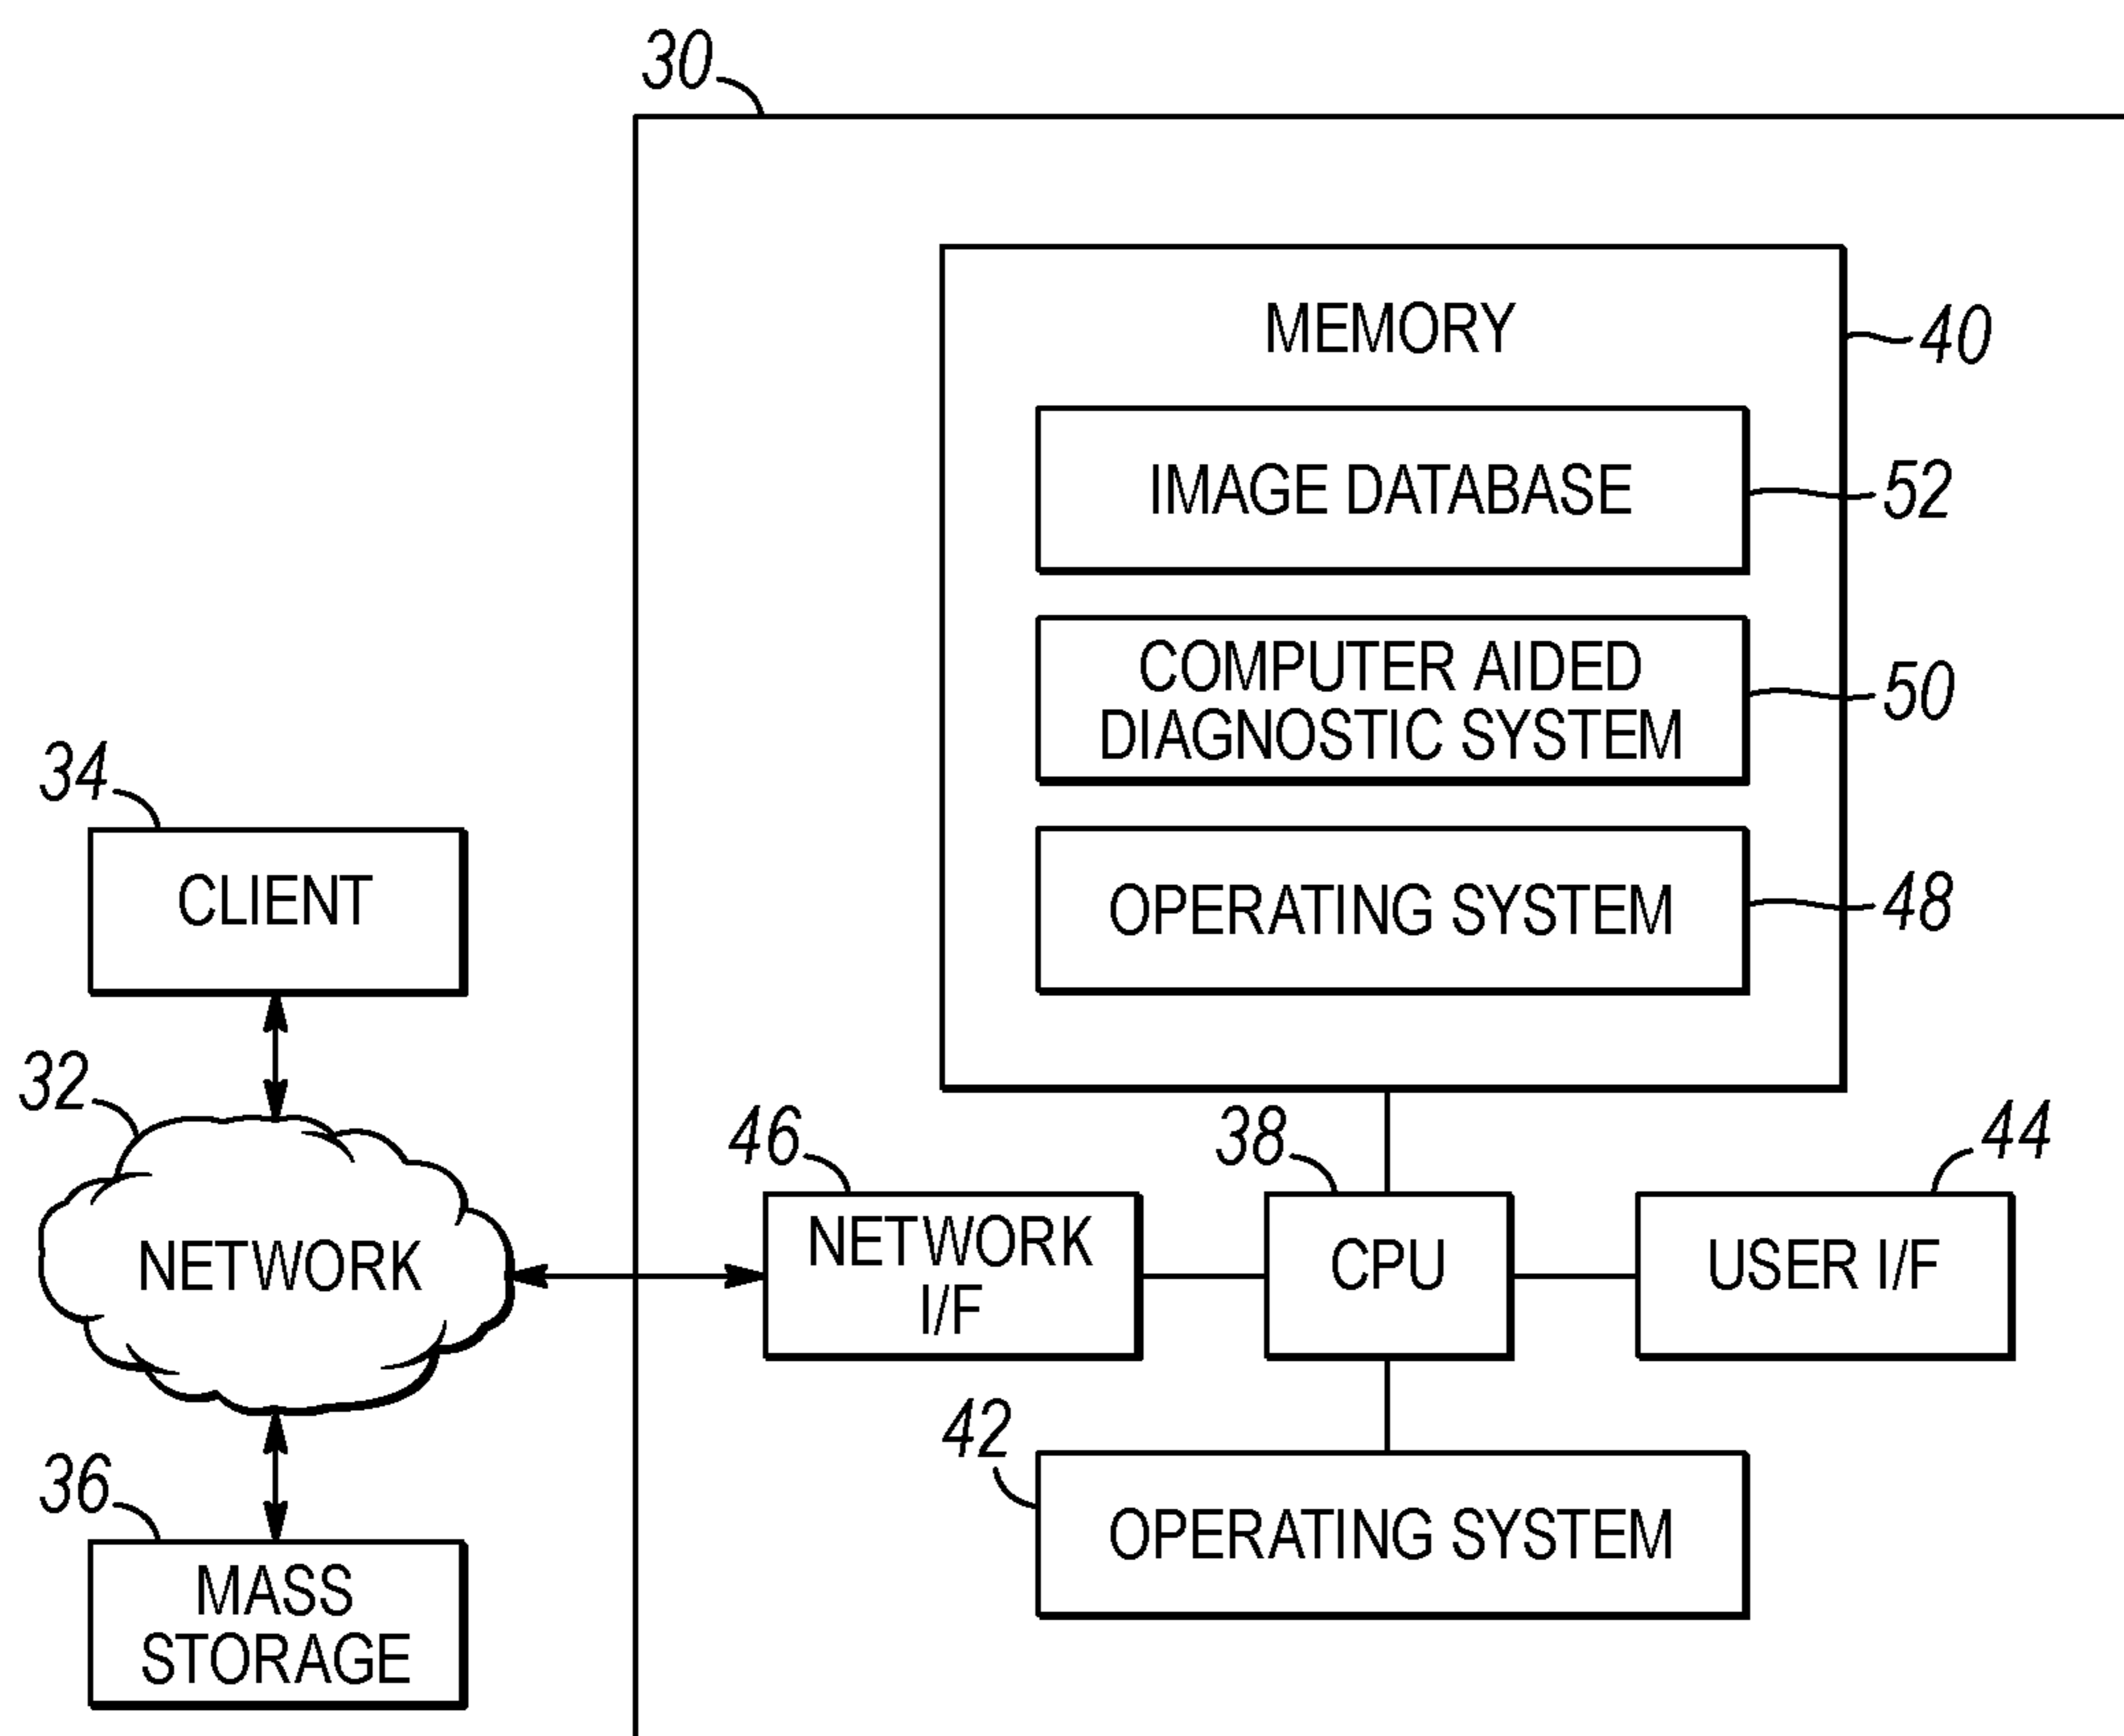 30
MEMORY
40
IMAGE DATABASE
52
COMPUTER AIDED
DIAGNOSTIC SYSTEM
50
OPERATING SYSTEM
48
34
CLIENT
32
NETWORK
36
MASS
STORAGE
46
NETWORK
I/F
38
CPU
44
USER I/F
42
OPERATING SYSTEM